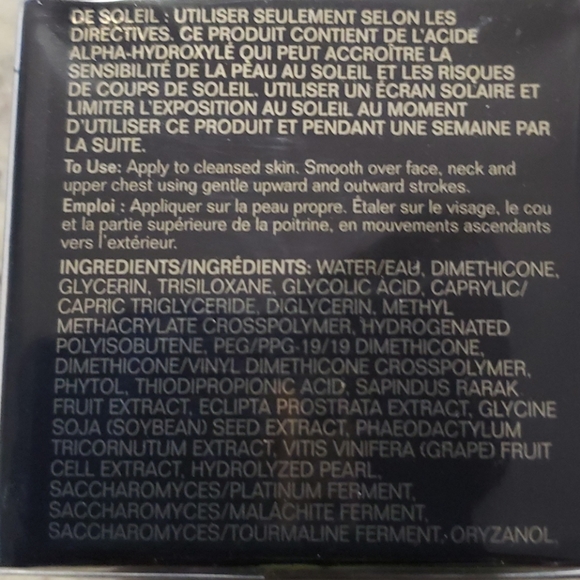 DE SOLEIL : UTILISER SEULEMENT SELON LES
DIRECTIVES. CE PRODUIT CONTIENT DE L'ACIDE
ALPHA-HYDROXYLÉ QUI PEUT ACCROÎTRE LA
SENSIBILITÉ DE LA PEAU AU SOLEIL ET LES RISQUES
DE COUPS DE SOLEIL. UTILISER UN ÉCRAN SOLAIRE ET
LIMITER L'EXPOSITION AU SOLEIL AU MOMENT
D'UTILISER CE PRODUIT ET PENDANT UNE SEMAINE PAR
LA SUITE.
To Use: Apply to cleansed skin. Smooth over face, neck and
upper chest using gentle upward and outward strokes.
Emploi : Appliquer sur la peau propre. Étaler sur le visage, le cou
et la partie supérieure de la poitrine, en mouvements ascendants
vers l'extérieur.
INGREDIENTS/INGRÉDIENTS: WATER/EAU, DIMETHICONE,
GLYCERIN, TRISILOXANE, GLYCOLIC ACID, CAPRYLIC/
CAPRIC TRIGLYCERIDE, DIGLYCERIN, METHYL
METHACRYLATE CROSSPOLYMER, HYDROGENATED
POLYISOBUTENE, PEG/PPG-19/19 DIMETHICONE,
DIMETHICONE/VINYL DIMETHICONE CROSSPOLYMER,
PHYTOL, THIODIPROPIONIC ACID, SAPINDUS RARAK
FRUIT EXTRACT, ECLIPTA PROSTRATA EXTRACT, GLYCINE
SOJA (SOYBEAN) SEED EXTRACT, PHAEODACTYLUM
TRICORNUTUM EXTRACT, VITIS VINIFERA (GRAPE) FRUIT
CELL EXTRACT, HYDROLYZED PEARL,
SACCHAROMYCES/PLATINUM FERMENT,
SACCHAROMYCES/MALACHITE FERMENT,
SACCHAROMYCES/TOURMALINE FERMENT, ORYZANOL,